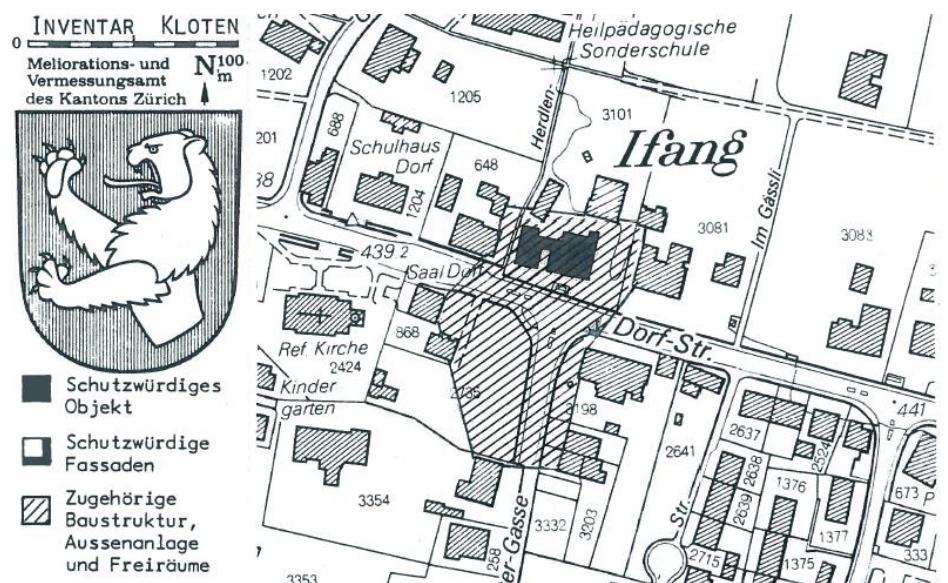 INVENTAR KLOTEN
0
100
m
N
Meliorations- und
Vermessungsamt
des Kantons Zürich
Schutzwürdiges
Objekt
Schutzwürdige
Fassaden
Zugehörige
Baustruktur,
Aussenanlage
und Freiräume
Heilpädagogische
Sonderschule
1202
1205
Herdlen-
3101
Ifang
688
Schulhaus
Dorf
648
1204
3081
Im Gässli
3083
439.2
Saal Dorf
Dorf-Str.
868
Ref. Kirche
2424
Kinder
garten
2735
2198
441
2641
2637
2638
2639
2524
1376
1377
673
3354
3332
3203
Str.
2715
1375
333
258
er-Gasse
3353